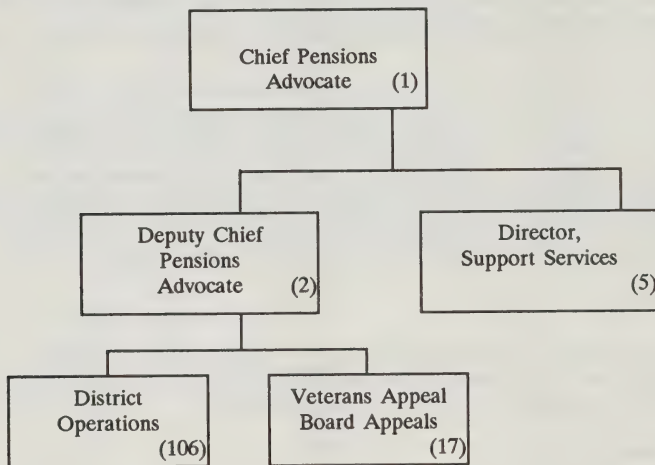 Chief Pensions
Advocate (1)
Deputy Chief
Pensions
Advocate (2)
Director,
Support Services
(5)
District
Operations
(106)
Veterans Appeal
Board Appeals
(17)